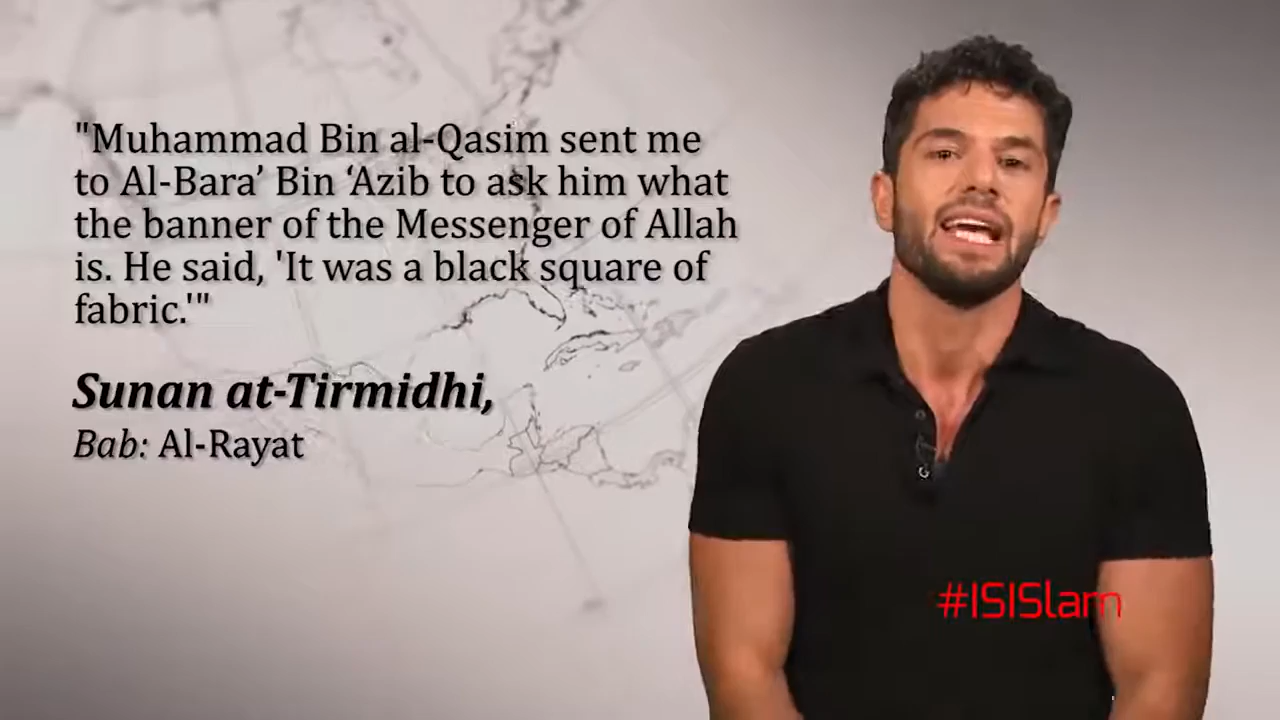 "Muhammad Bin al-Qasim sent me
to Al-Bara’ Bin ‘Azib to ask him what
the banner of the Messenger of Allah
is. He said, 'It was a black square of
fabric.'"
Sunan at-Tirmidhi,
Bab: Al-Rayat
#ISISlam